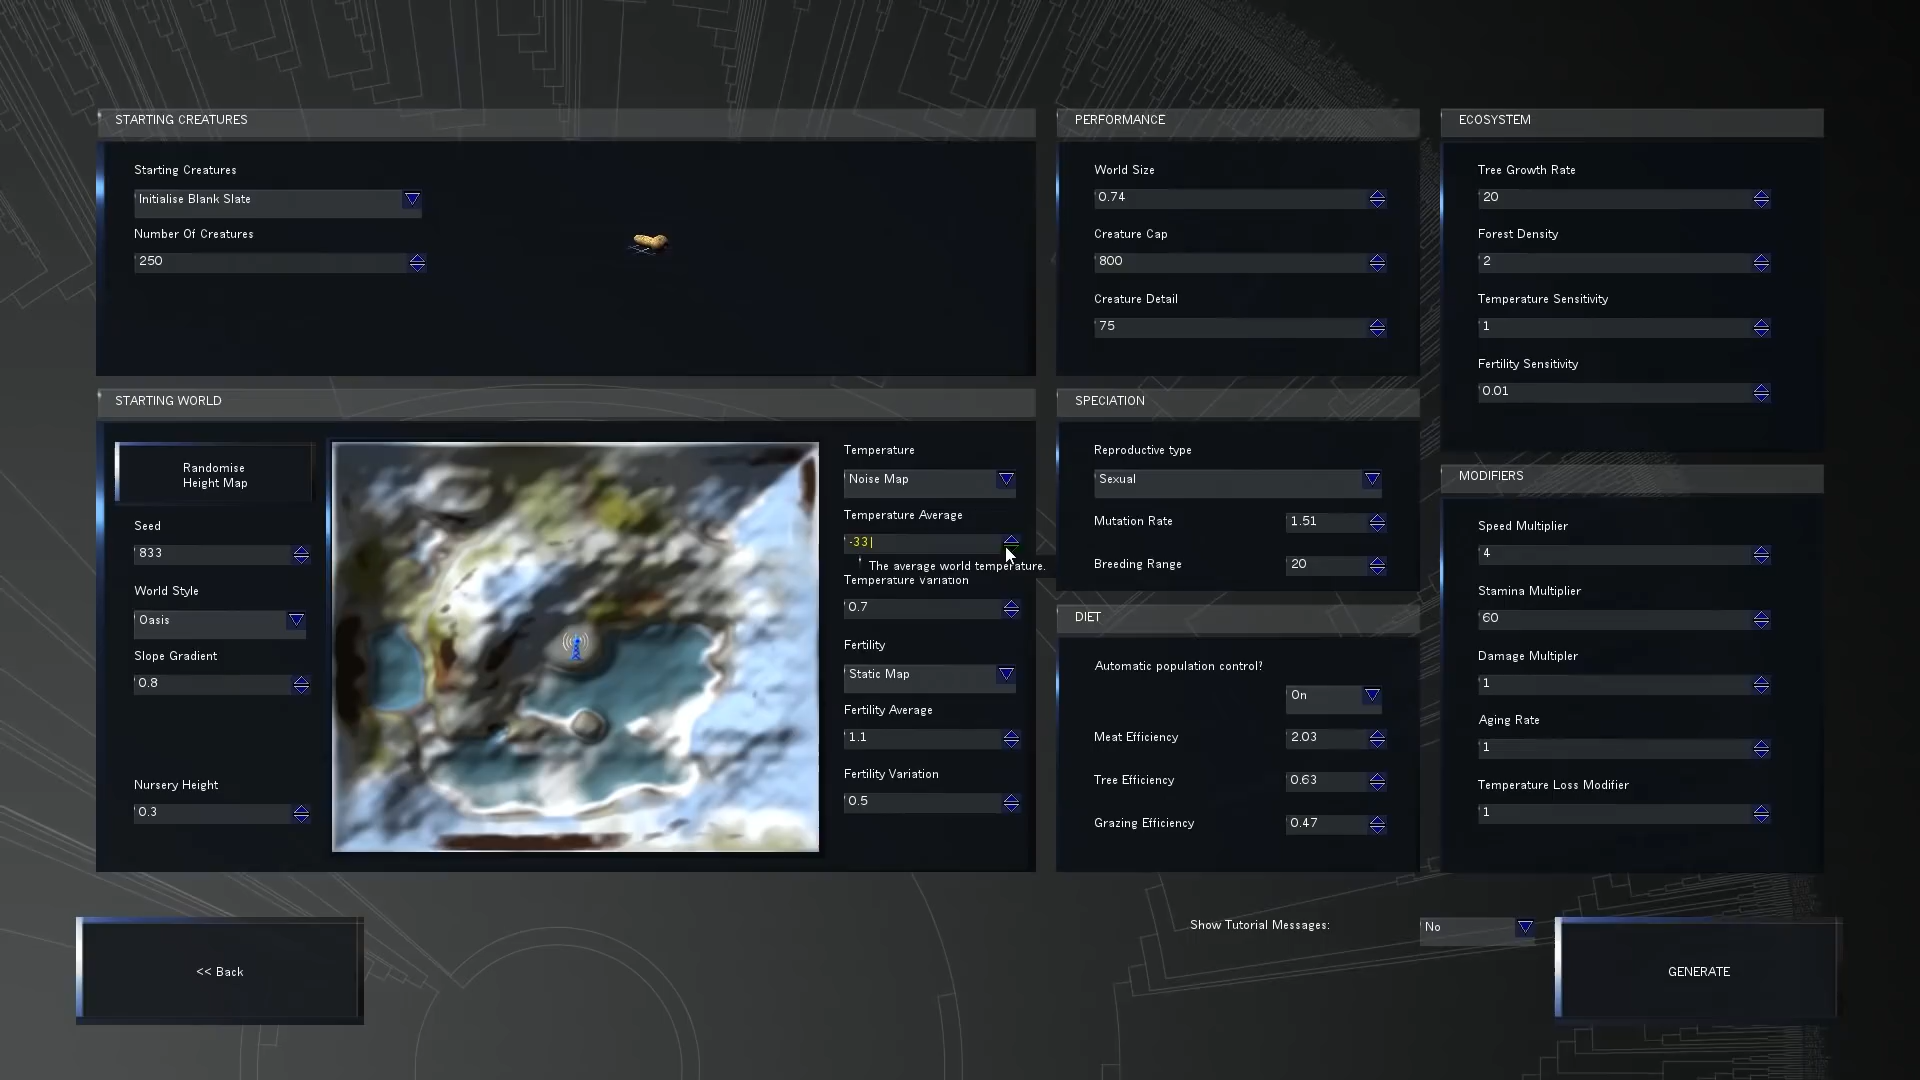 STARTING CREATURES
Starting Creatures
Initialise Blank Slate
Number Of Creatures
250
STARTING WORLD
Randomise
Height Map
Seed
833
World Style
Oasis
Slope Gradient
0.8
Nursery Height
0.3
Temperature
Noise Map
Temperature Average
-33
The average world temperature.
Temperature Variation
0.7
Fertility
Static Map
Fertility Average
1.1
Fertility Variation
0.5
PERFORMANCE
World Size
0.74
Creature Cap
800
Creature Detail
75
SPECIATION
Reproductive type
Sexual
Mutation Rate 1.51
Breeding Range 20
DIET
Automatic population control?
On
Meat Efficiency 2.03
Tree Efficiency 0.63
Grazing Efficiency 0.47
ECOSYSTEM
Tree Growth Rate
20
Forest Density
2
Temperature Sensitivity
1
Fertility Sensitivity
0.01
MODIFIERS
Speed Multiplier
4
Stamina Multiplier
60
Damage Multipler
1
Aging Rate
1
Temperature Loss Modifier
1
<< Back
Show Tutorial Messages: No
GENERATE